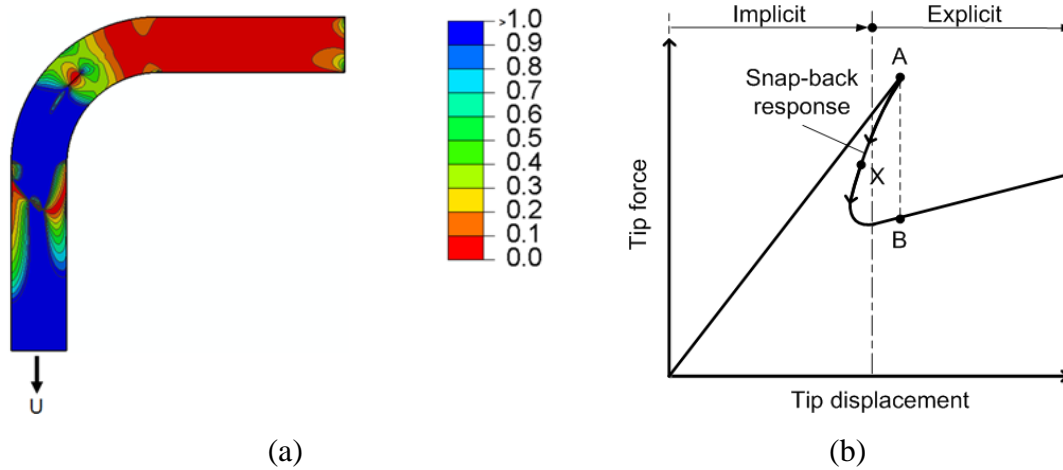 >1.0
0.9
0.8
0.7
0.6
0.5
0.4
0.3
0.2
0.1
0.0
U
(a)
Implicit Explicit
A
Snap-back
response
X
B
Tip force
Tip displacement
(b)